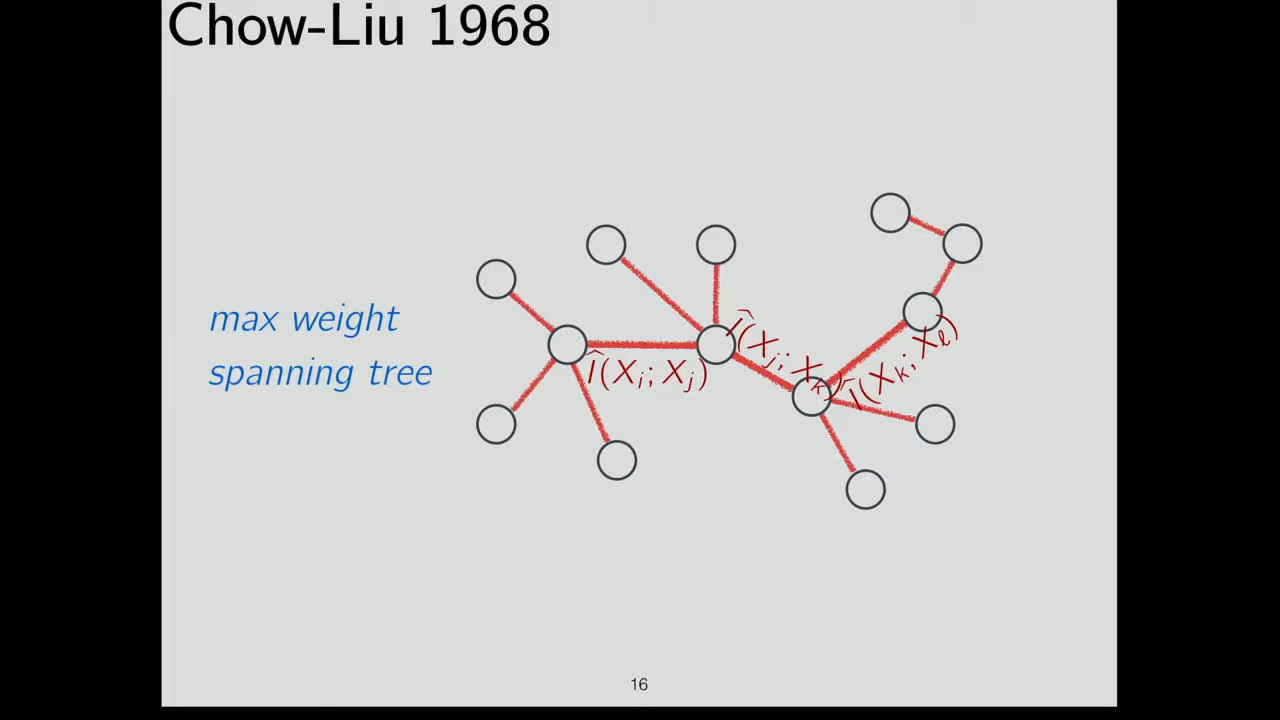 Chow-Liu 1968
max weight
spanning tree
Î(Xᵢ; Xⱼ)
Î(Xⱼ; Xₖ)
Î(Xₖ; Xℓ)
16